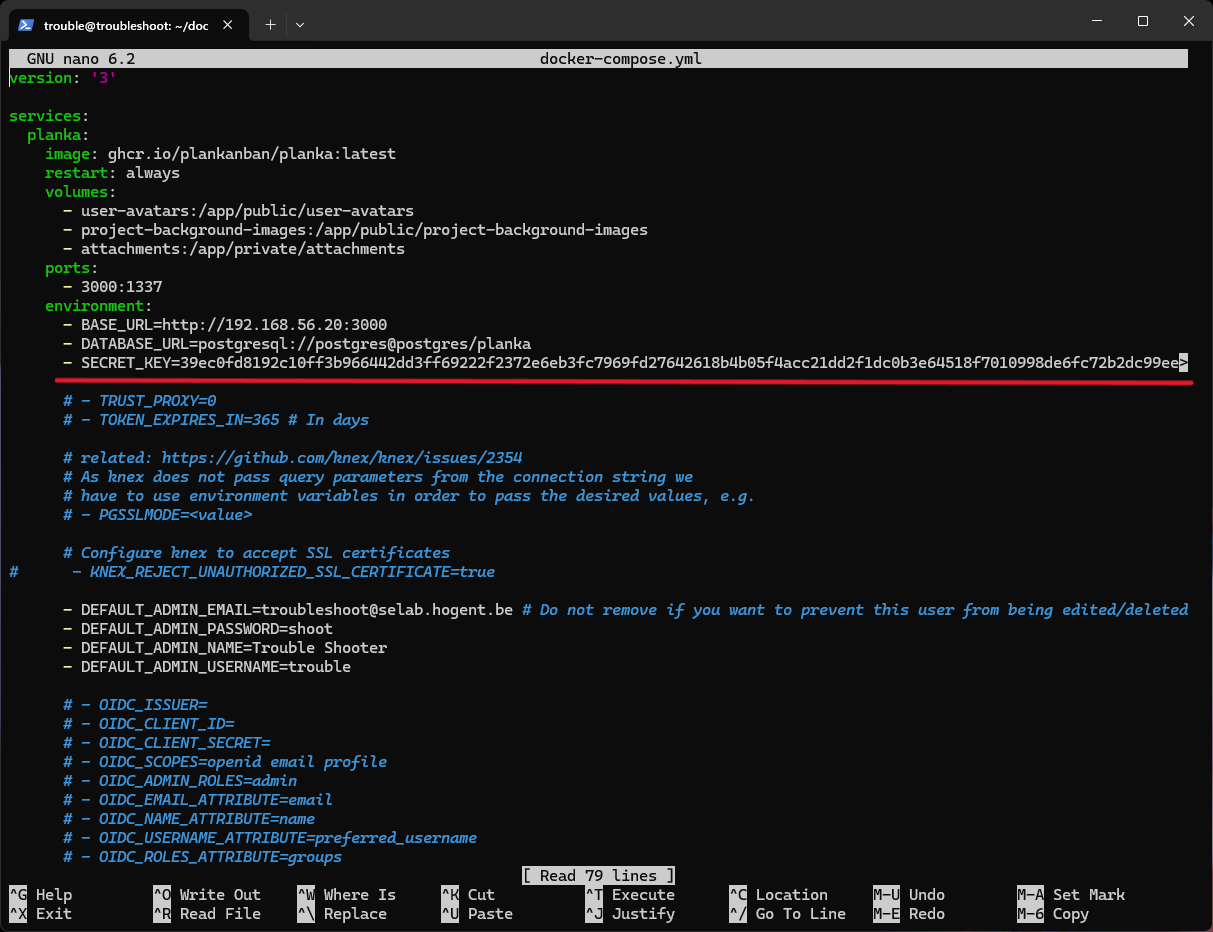 trouble@troubleshoot: ~/doc
GNU nano 6.2 docker-compose.yml
version: '3'
services:
planka:
image: ghcr.io/plankanban/planka:latest
restart: always
volumes:
- user-avatars:/app/public/user-avatars
- project-background-images:/app/public/project-background-images
- attachments:/app/private/attachments
ports:
- 3000:1337
environment:
- BASE_URL=http://192.168.56.20:3000
- DATABASE_URL=postgresql://postgres@postgres/planka
- SECRET_KEY=39ec0fd8192c10ff3b966442dd3ff69222f2372e6eb3fc7969fd27642618b4b05f4acc21dd2f1dc0b3e64518f7010998de6fc72b2dc99ee>
# - TRUST_PROXY=0
# - TOKEN_EXPIRES_IN=365 # In days
# related: https://github.com/knex/knex/issues/2354
# As knex does not pass query parameters from the connection string we
# have to use environment variables in order to pass the desired values, e.g.
# - PGSSLMODE=<value>
# Configure knex to accept SSL certificates
# - KNEX_REJECT_UNAUTHORIZED_SSL_CERTIFICATE=true
- DEFAULT_ADMIN_EMAIL=troubleshoot@selab.hogent.be # Do not remove if you want to prevent this user from being edited/deleted
- DEFAULT_ADMIN_PASSWORD=shoot
- DEFAULT_ADMIN_NAME=Trouble Shooter
- DEFAULT_ADMIN_USERNAME=trouble
# - OIDC_ISSUER=
# - OIDC_CLIENT_ID=
# - OIDC_CLIENT_SECRET=
# - OIDC_SCOPES=openid email profile
# - OIDC_ADMIN_ROLES=admin
# - OIDC_EMAIL_ATTRIBUTE=email
# - OIDC_NAME_ATTRIBUTE=name
# - OIDC_USERNAME_ATTRIBUTE=preferred_username
# - OIDC_ROLES_ATTRIBUTE=groups
[ Read 79 lines ]
^G Help ^O Write Out ^W Where Is ^K Cut ^T Execute ^C Location M-U Undo M-A Set Mark
^X Exit ^R Read File ^\ Replace ^U Paste ^J Justify ^/ Go To Line M-E Redo M-6 Copy